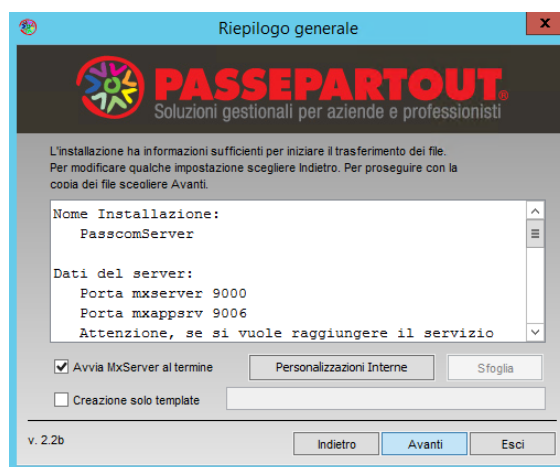 Riepilogo generale
x
PASSEPARTOUT®
Soluzioni gestionali per aziende e professionisti
L'installazione ha informazioni sufficienti per iniziare il trasferimento dei file.
Per modificare qualche impostazione scegliere Indietro. Per proseguire con la
copia dei file scegliere Avanti.
Nome Installazione:
PasscomServer
Dati del server:
Porta mxserver 9000
Porta mxappsrv 9006
Attenzione, se si vuole raggiungere il servizio
Avvia MxServer al termine
Personalizzazioni Interne
Sfoglia
Creazione solo template
v. 2.2b
Indietro
Avanti
Esci